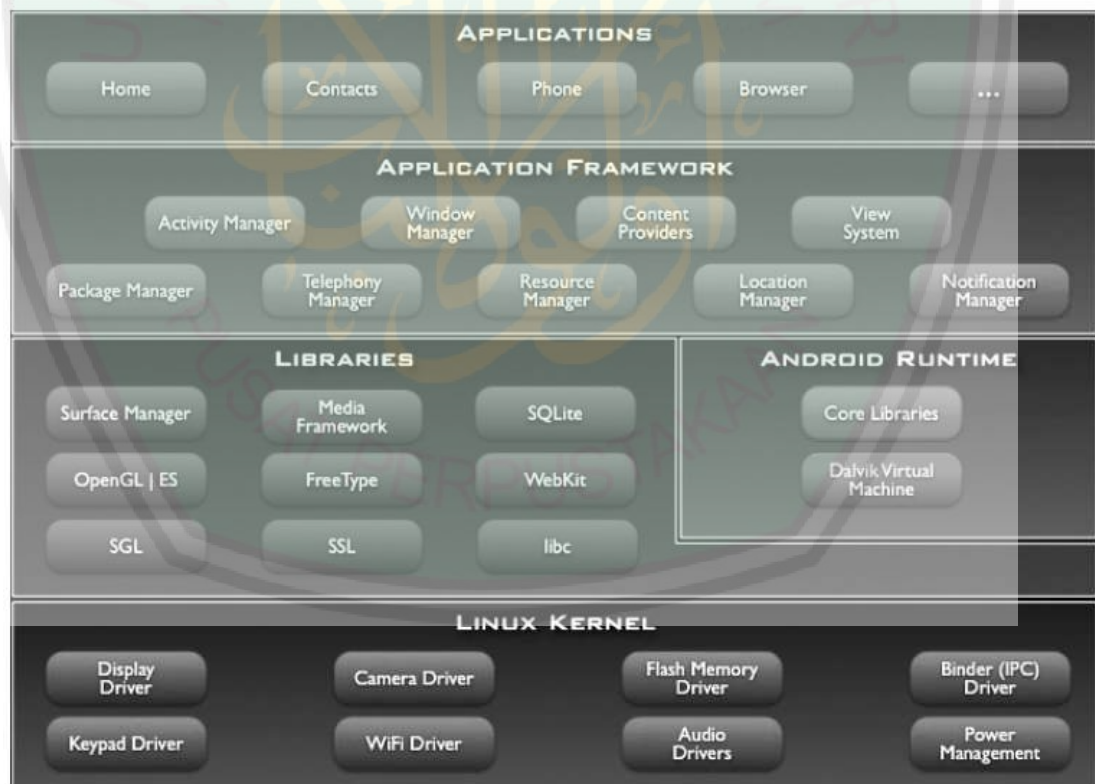 APPLICATIONS
Home
Contacts
Phone
Browser
...
APPLICATION FRAMEWORK
Activity Manager
Window
Manager
Content
Providers
View
System
Package Manager
Telephony
Manager
Resource
Manager
Location
Manager
Notification
Manager
LIBRARIES
Surface Manager
Media
Framework
SQLite
OpenGL | ES
FreeType
WebKit
SGL
SSL
libc
ANDROID RUNTIME
Core Libraries
Dalvik Virtual
Machine
LINUX KERNEL
Display
Driver
Camera Driver
Flash Memory
Driver
Binder (IPC)
Driver
Keypad Driver
WiFi Driver
Audio
Drivers
Power
Management
PUSAT PERPUSTAKAAN